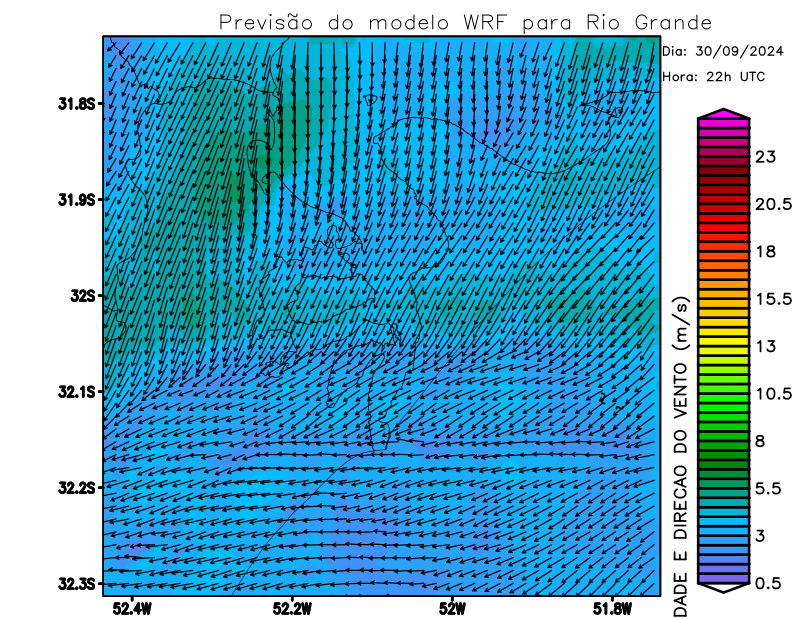 Previsão do modelo WRF para Rio Grande
Dia: 30/09/2024
Hora: 22h UTC
31.8S
31.9S
32S
32.1S
32.2S
32.3S
52.4W
52.2W
52W
51.8W
23
20.5
18
15.5
13
10.5
8
5.5
3
0.5
DADE E DIRECAO DO VENTO (m/s)